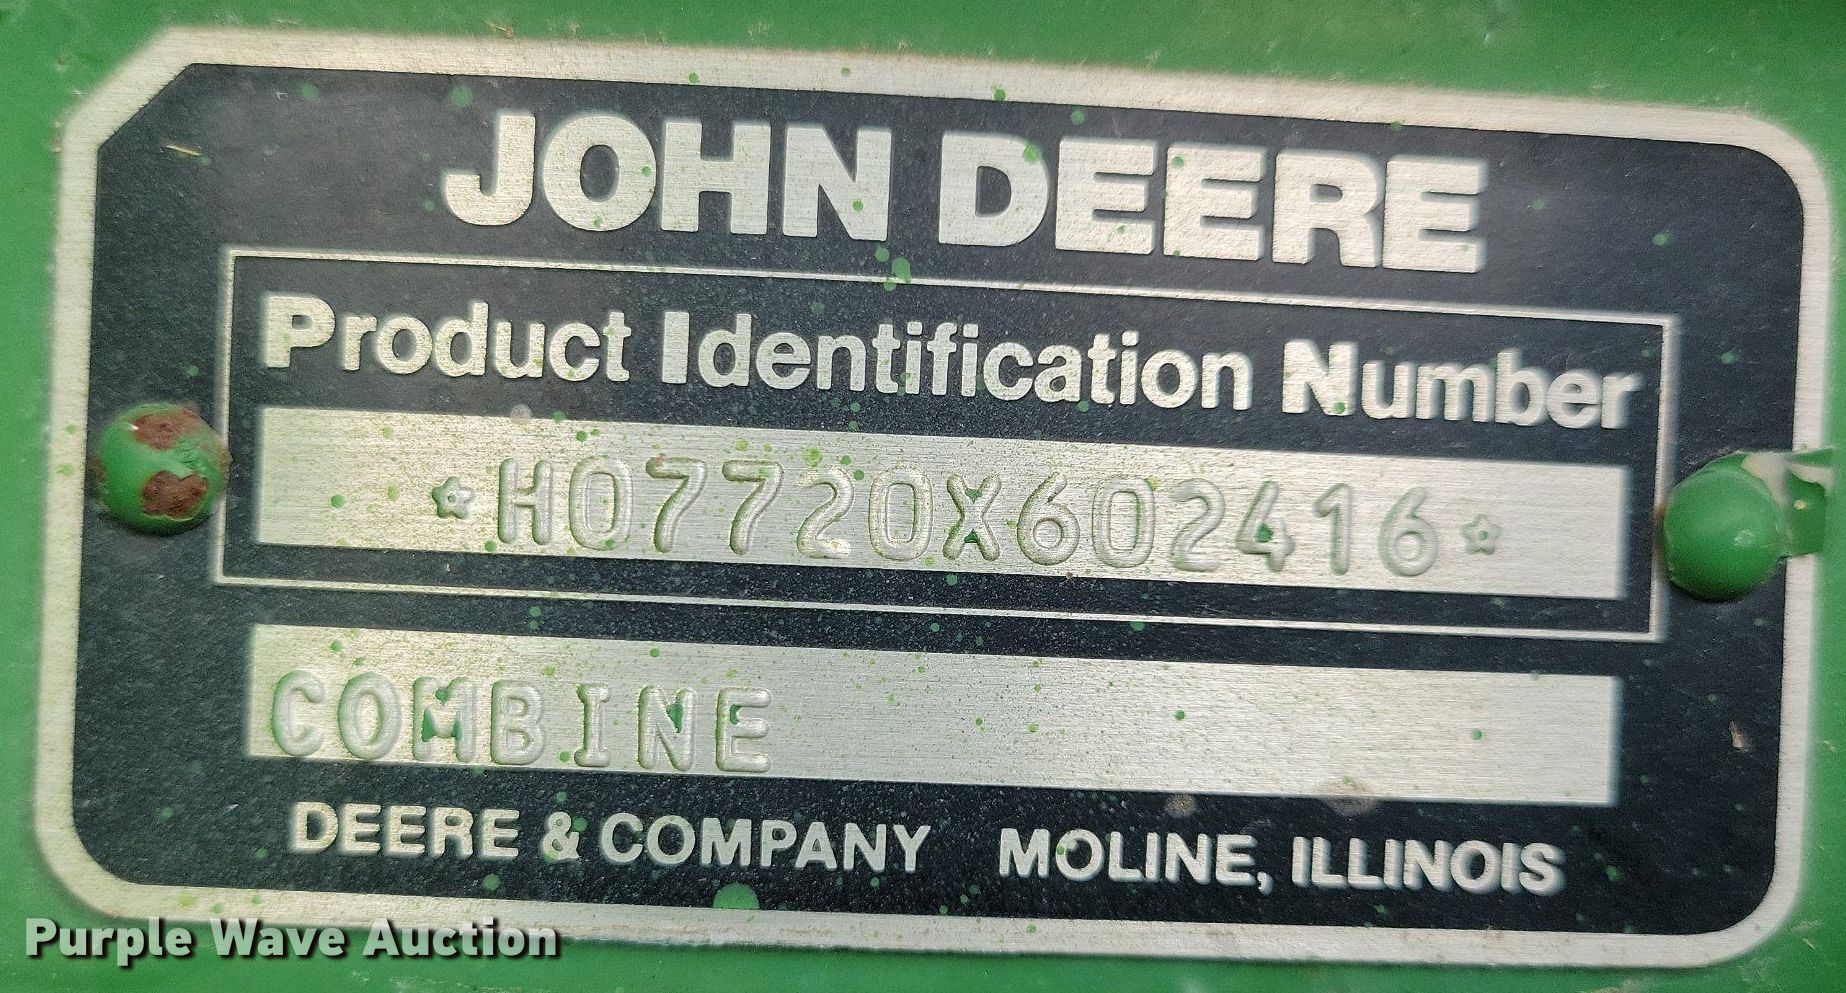 JOHN DEERE
Product Identification Number
*H07720X602416*
COMBINE
DEERE & COMPANY MOLINE, ILLINOIS
Purple Wave Auction